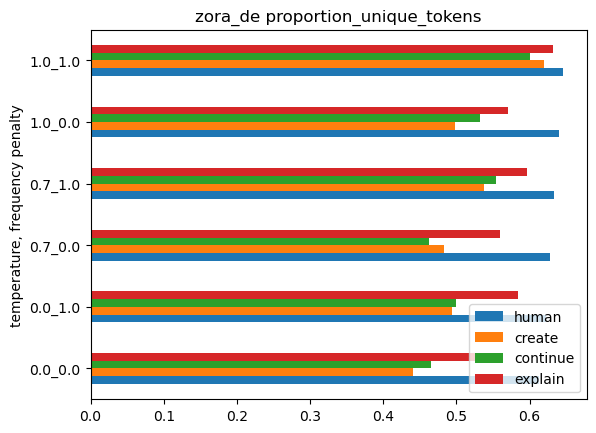 zora_de proportion_unique_tokens
temperature, frequency penalty
1.0_1.0
1.0_0.0
0.7_1.0
0.7_0.0
0.0_1.0
0.0_0.0
human
create
continue
explain
0.0 0.1 0.2 0.3 0.4 0.5 0.6